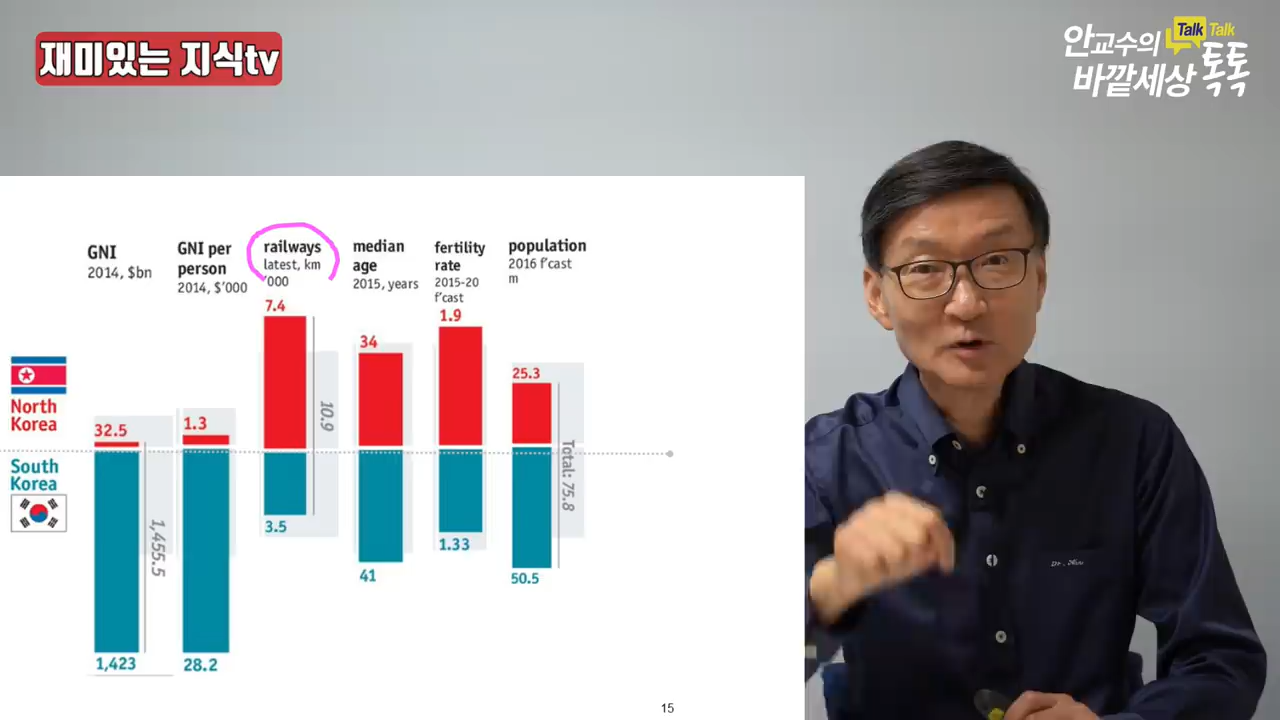 재미있는 지식tv
안교수의 Talk Talk
바깥세상 톡톡
GNI
2014, $bn
GNI per
person
2014, $'000
railways
latest, km
'000
median
age
2015, years
fertility
rate
2015-20
f'cast
population
2016 f'cast
m
7.4
1.9
34
25.3
32.5
1.3
10.9
North
Korea
South
Korea
Total: 75.8
1,455.5
3.5
1.33
41
50.5
1,423
28.2
15